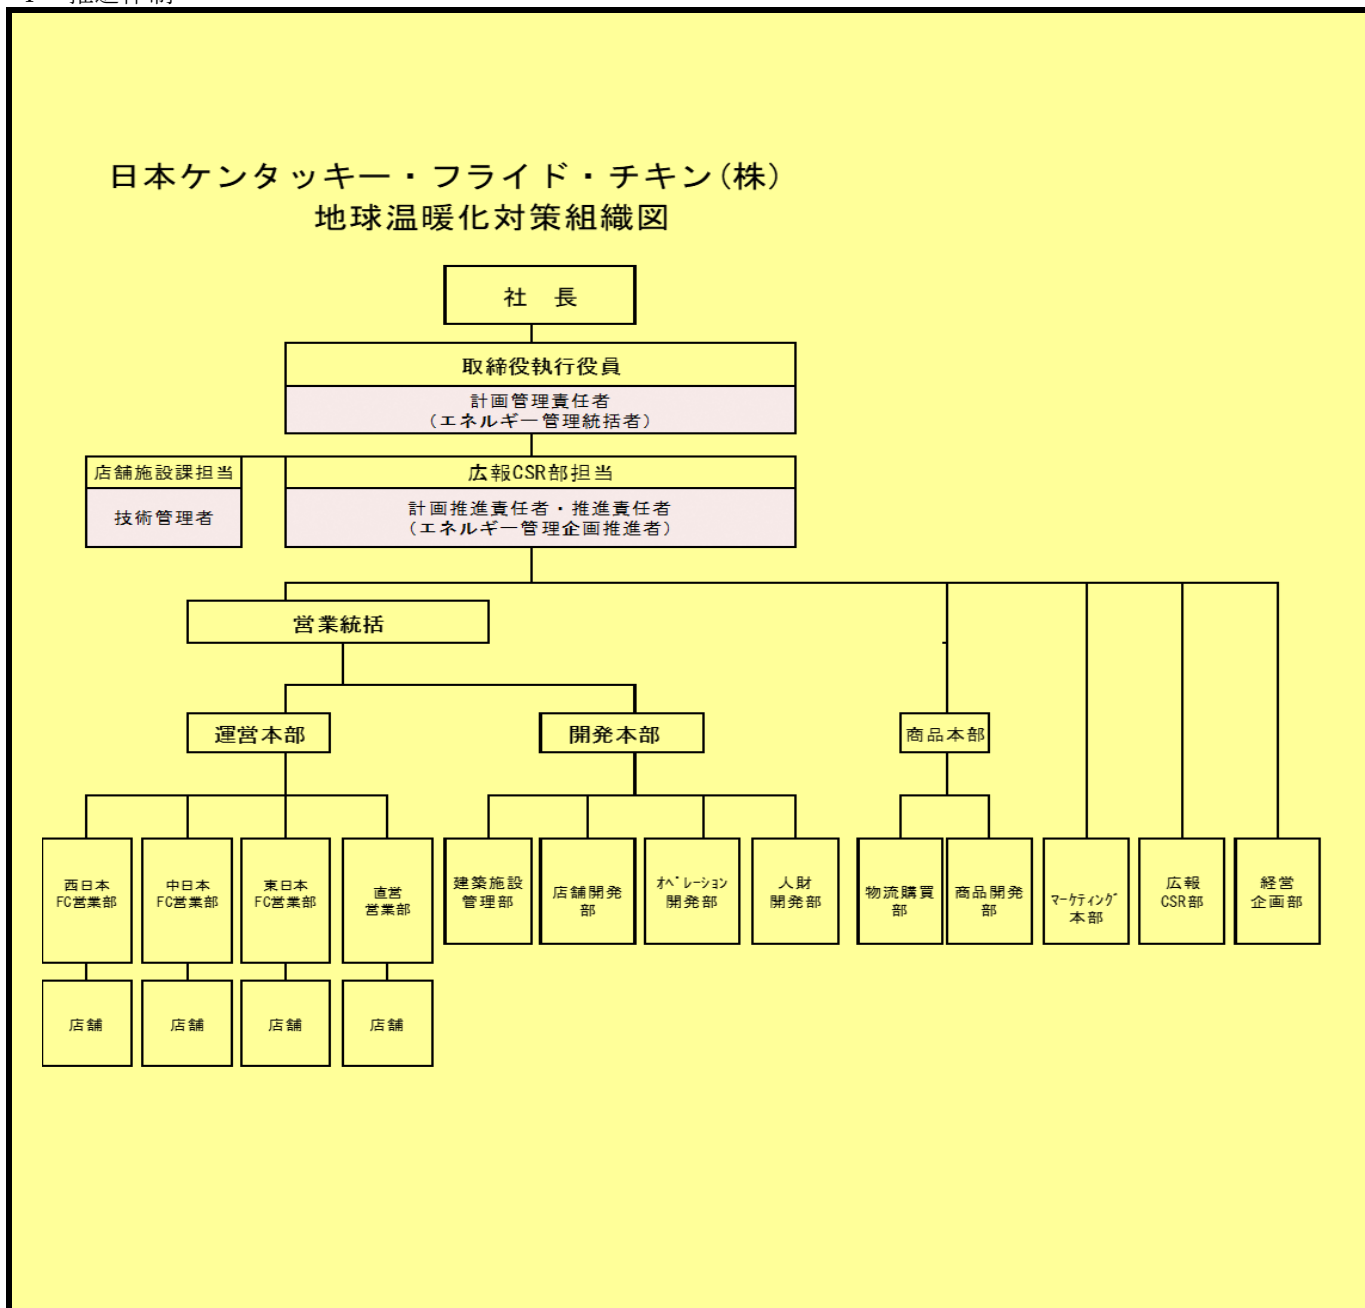 日本ケンタッキー・フライド・チキン(株)
地球温暖化対策組織図
社 長
取締役執行役員
計画管理責任者
(エネルギー管理統括者)
店舗施設課担当
技術管理者
広報CSR部担当
計画推進責任者・推進責任者
(エネルギー管理企画推進者)
営業統括
運営本部
開発本部
商品本部
西日本
FC営業部
中日本
FC営業部
東日本
FC営業部
直営
営業部
建築施設
管理部
店舗開発
部
ｵﾍﾟﾚｰｼｮﾝ
開発部
人財
開発部
物流購買
部
商品開発
部
ﾏｰｹﾃｨﾝｸﾞ
本部
広報
CSR部
経営
企画部
店舗
店舗
店舗
店舗